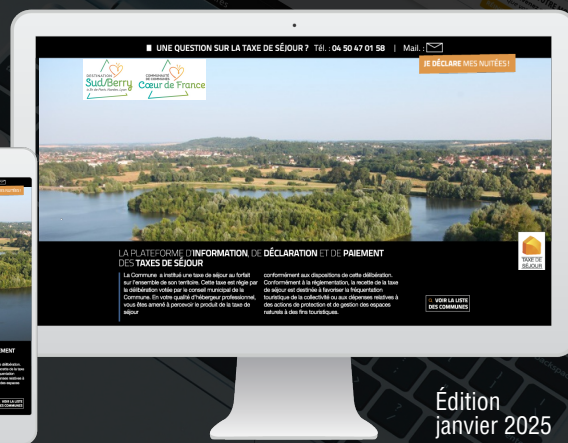 UNE QUESTION SUR LA TAXE DE SÉJOUR ? Tél. : 04 50 47 01 58 | Mail. :
JE DÉCLARE MES NUITÉES !
DESTINATION
Sud/Berry
COMMUNAUTÉ
DE COMMUNES
Cœur de France
LA PLATEFORME D'INFORMATION, DE DÉCLARATION ET DE PAIEMENT
DES TAXES DE SÉJOUR
La Commune a institué une taxe de séjour au forfait
sur l'ensemble de son territoire. Cette taxe est régie par
la délibération votée par le conseil municipal de la
Commune. En votre qualité d'hébergeur professionnel,
vous êtes amené à percevoir le produit de la taxe de
séjour
conformément aux dispositions de cette délibération.
Conformément à la réglementation, la recette de la taxe
de séjour est destinée à favoriser la fréquentation
touristique de la collectivité ou aux dépenses relatives à
des actions de protection et de gestion des espaces
naturels à des fins touristiques.
TAXE DE
SÉJOUR
VOIR LA LISTE
DES COMMUNES
Édition
janvier 2025